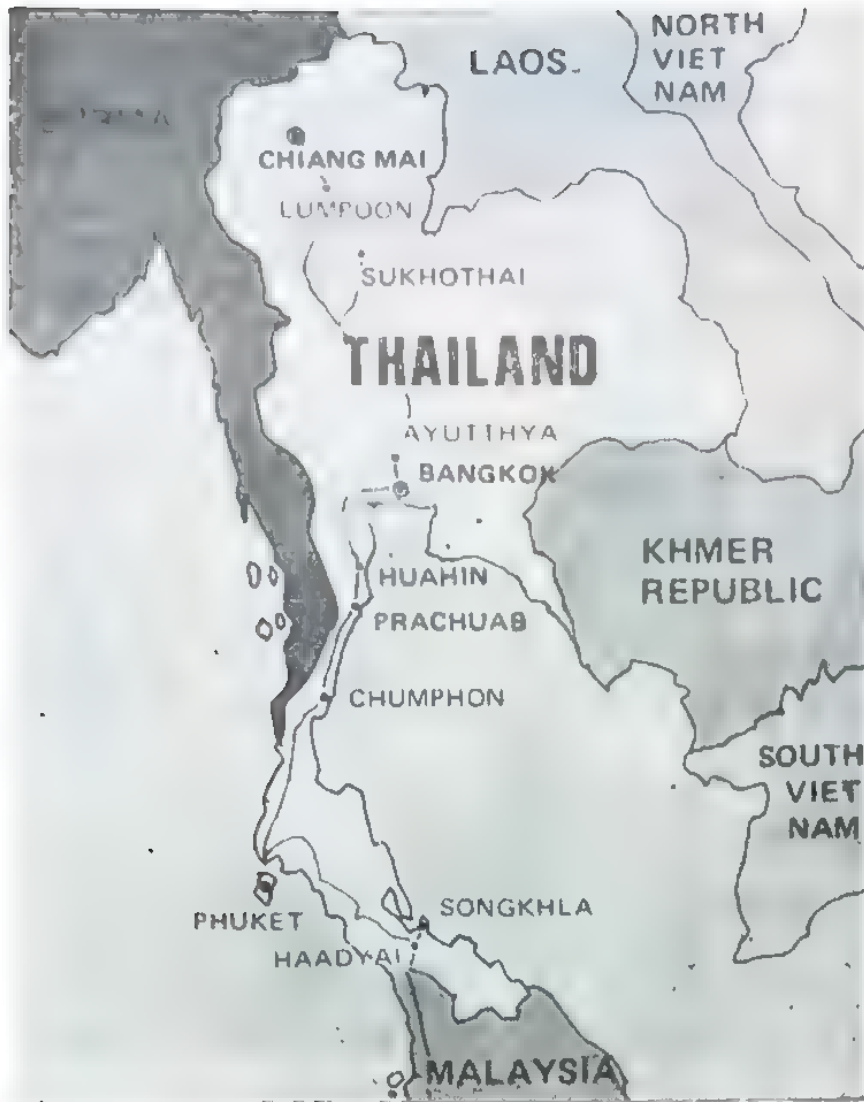 NORTH
VIET
NAM
LAOS
CHIANG MAI
LUMPOON
SUKHOTHAI
THAILAND
AYUTTHYA
BANGKOK
KHMER
REPUBLIC
HUAHIN
PRACHUAB
CHUMPHON
SOUTH
VIET
NAM
SONGKHLA
PHUKET
HAADYAI
MALAYSIA